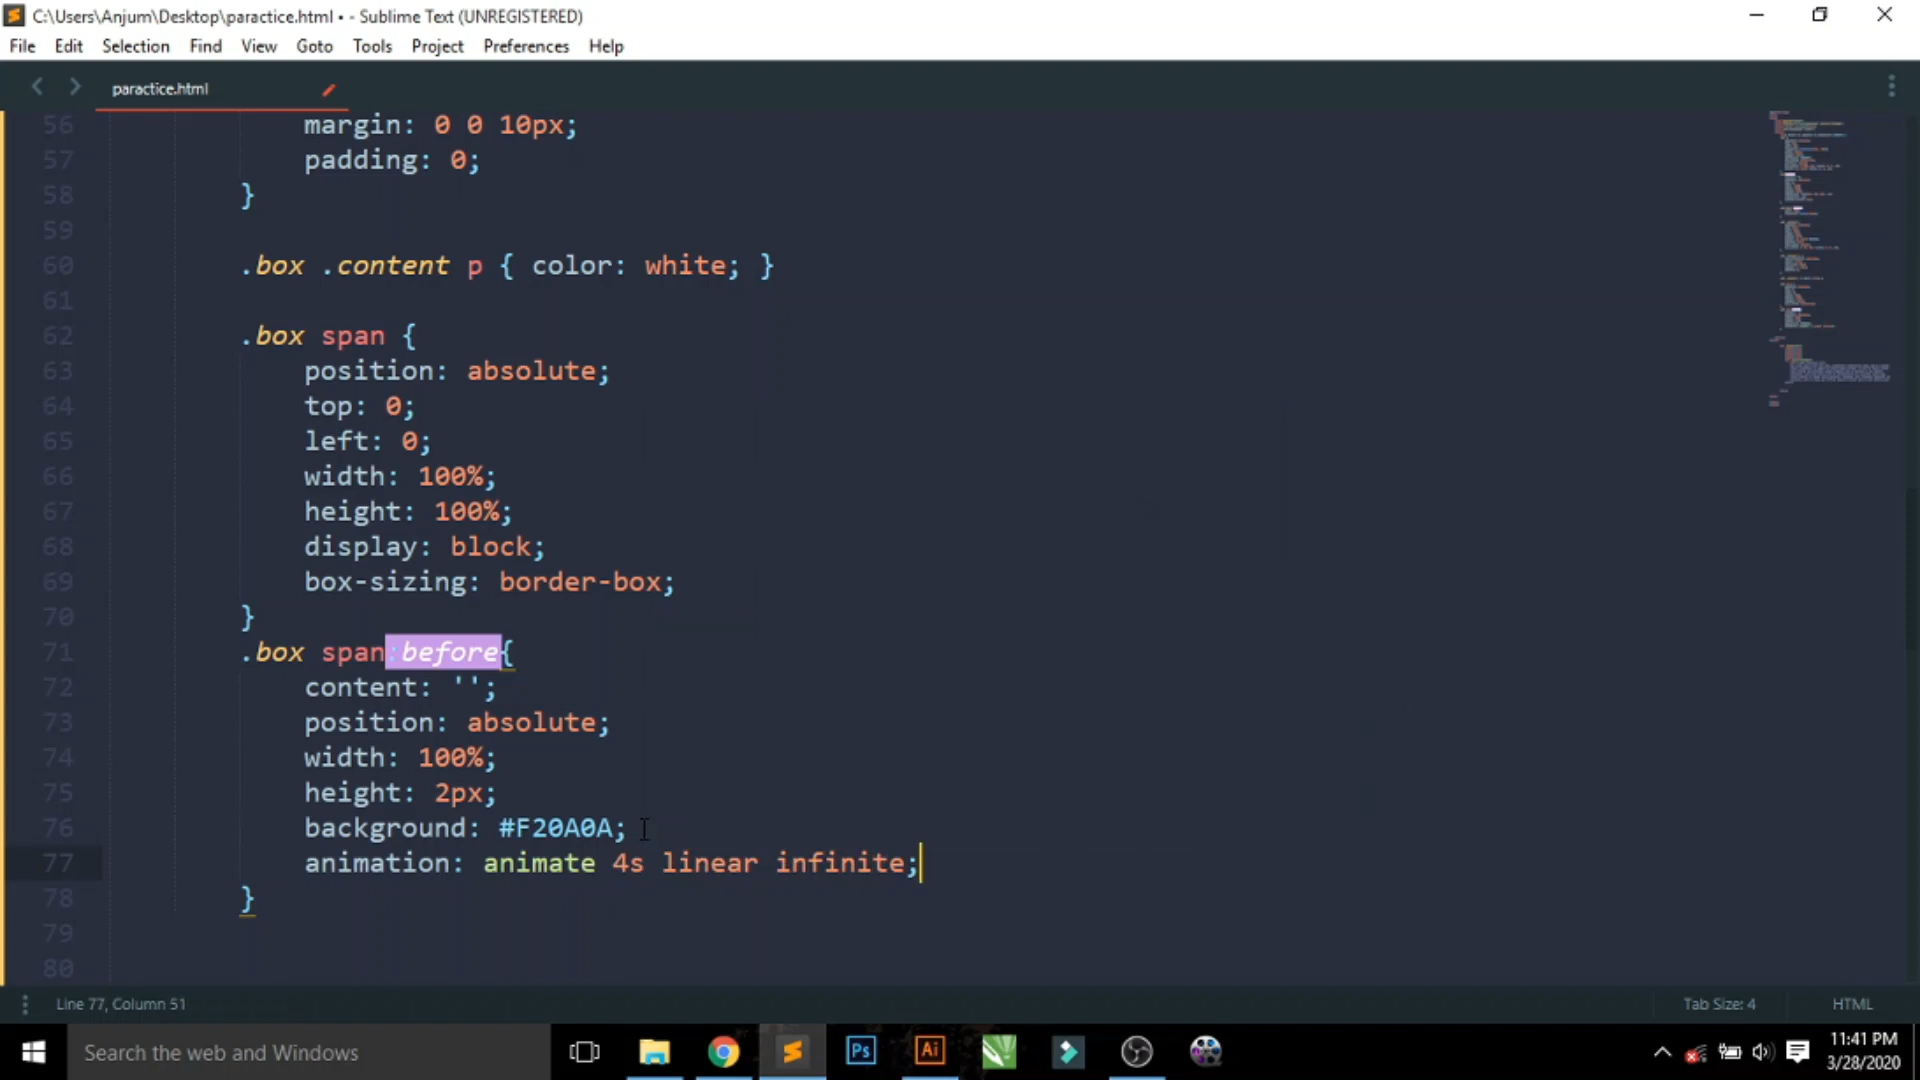 C:\Users\Anjum\Desktop\paractice.html • - Sublime Text (UNREGISTERED)
File Edit Selection Find View Goto Tools Project Preferences Help
paractice.html
56 margin: 0 0 10px;
57 padding: 0;
58 }
59
60 .box .content p { color: white; }
61
62 .box span {
63 position: absolute;
64 top: 0;
65 left: 0;
66 width: 100%;
67 height: 100%;
68 display: block;
69 box-sizing: border-box;
70 }
71 .box span:before{
72 content: '';
73 position: absolute;
74 width: 100%;
75 height: 2px;
76 background: #F20A0A;
77 animation: animate 4s linear infinite;
78 }
79
80
Line 77, Column 51 Tab Size: 4 HTML
Search the web and Windows Ps Ai 11:41 PM
3/28/2020